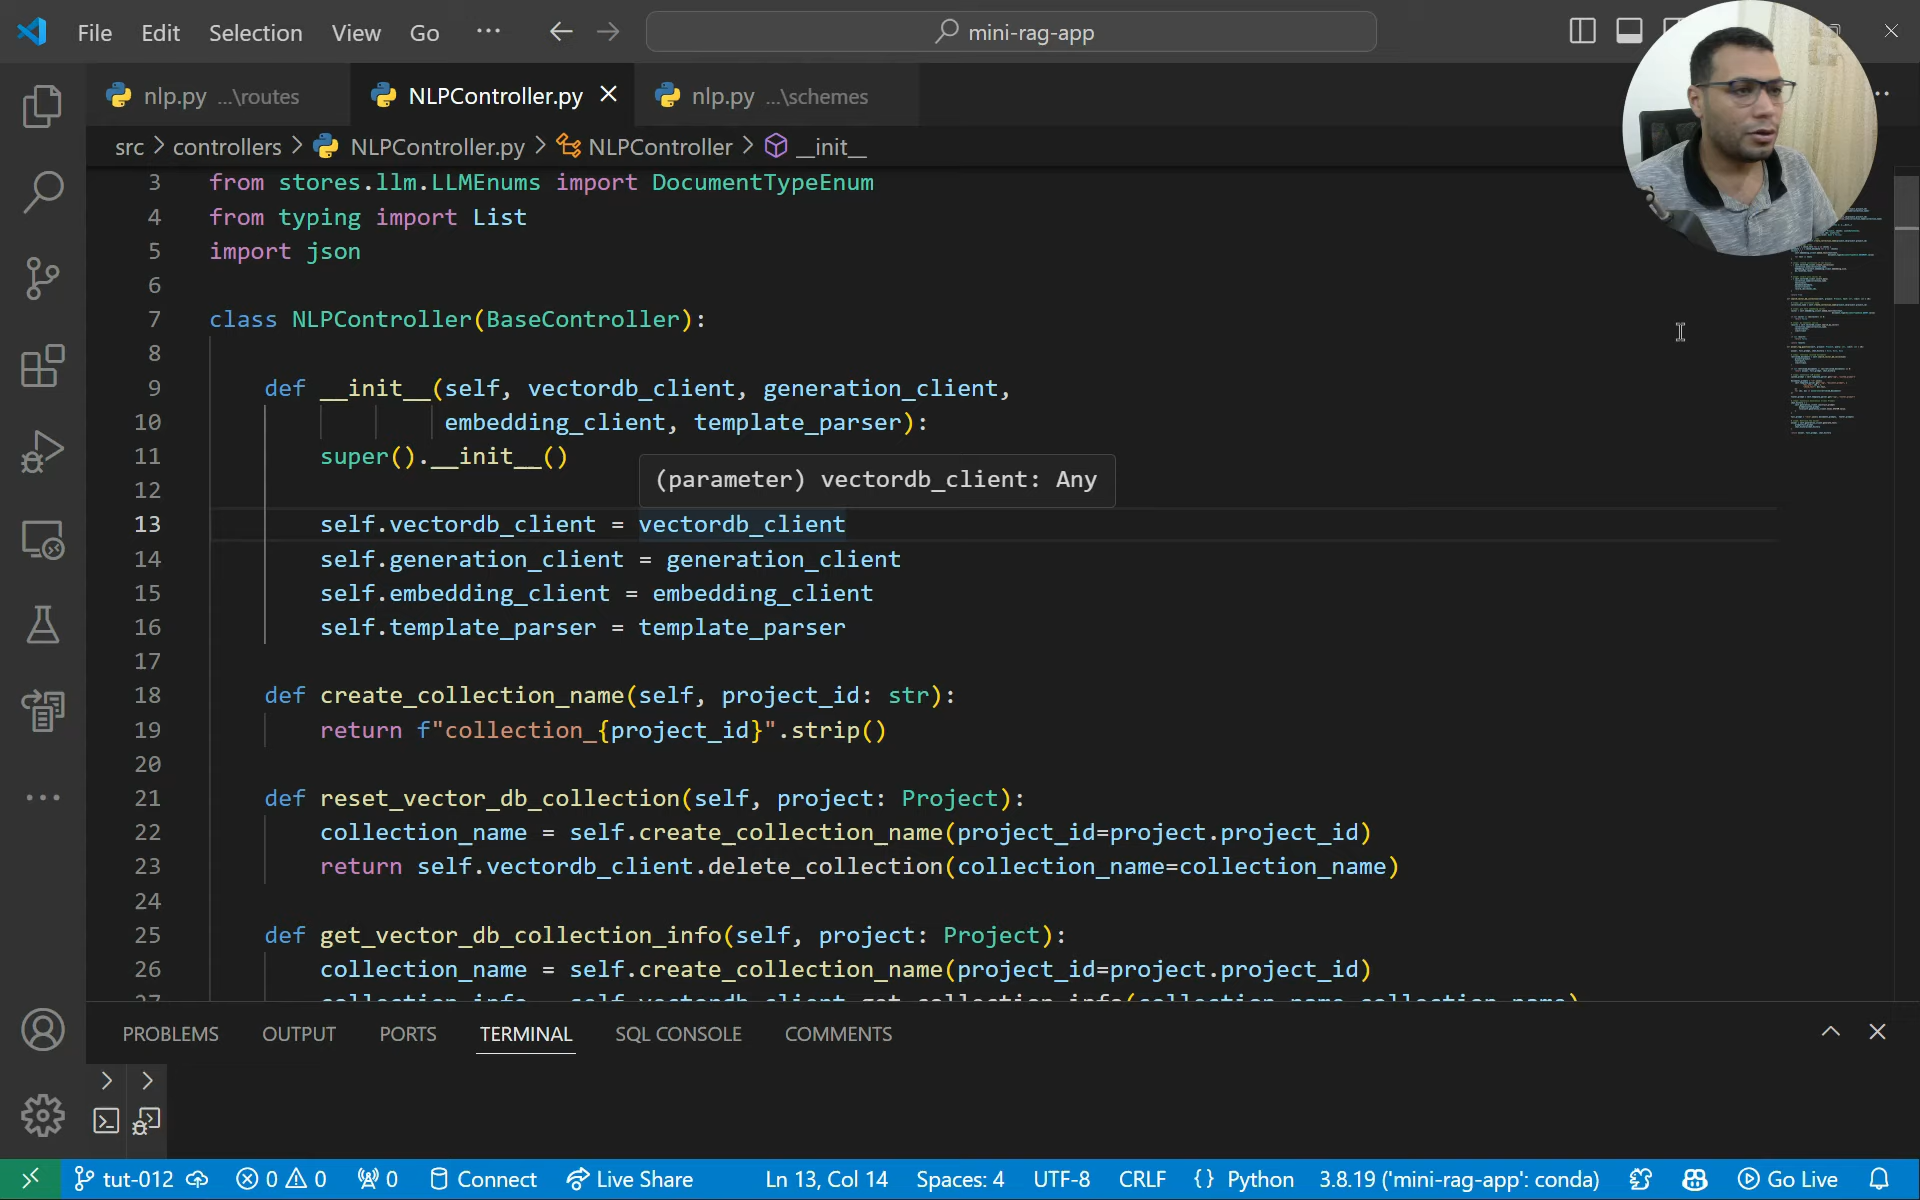 File Edit Selection View Go ··· mini-rag-app
nlp.py ...\routes NLPController.py nlp.py ...\schemes
src > controllers > NLPController.py > NLPController > __init__
3 from stores.llm.LLMEnums import DocumentTypeEnum
4 from typing import List
5 import json
6
7 class NLPController(BaseController):
8
9 def __init__(self, vectordb_client, generation_client,
10 embedding_client, template_parser):
11 super().__init__()
(parameter) vectordb_client: Any
12
13 self.vectordb_client = vectordb_client
14 self.generation_client = generation_client
15 self.embedding_client = embedding_client
16 self.template_parser = template_parser
17
18 def create_collection_name(self, project_id: str):
19 return f"collection_{project_id}".strip()
20
21 def reset_vector_db_collection(self, project: Project):
22 collection_name = self.create_collection_name(project_id=project.project_id)
23 return self.vectordb_client.delete_collection(collection_name=collection_name)
24
25 def get_vector_db_collection_info(self, project: Project):
26 collection_name = self.create_collection_name(project_id=project.project_id)
27 collection_info = self.vectordb_client.get_collection_info(collection_name=collection_name)
PROBLEMS OUTPUT PORTS TERMINAL SQL CONSOLE COMMENTS
tut-012 0 0 0 Connect Live Share Ln 13, Col 14 Spaces: 4 UTF-8 CRLF {} Python 3.8.19 ('mini-rag-app': conda) Go Live